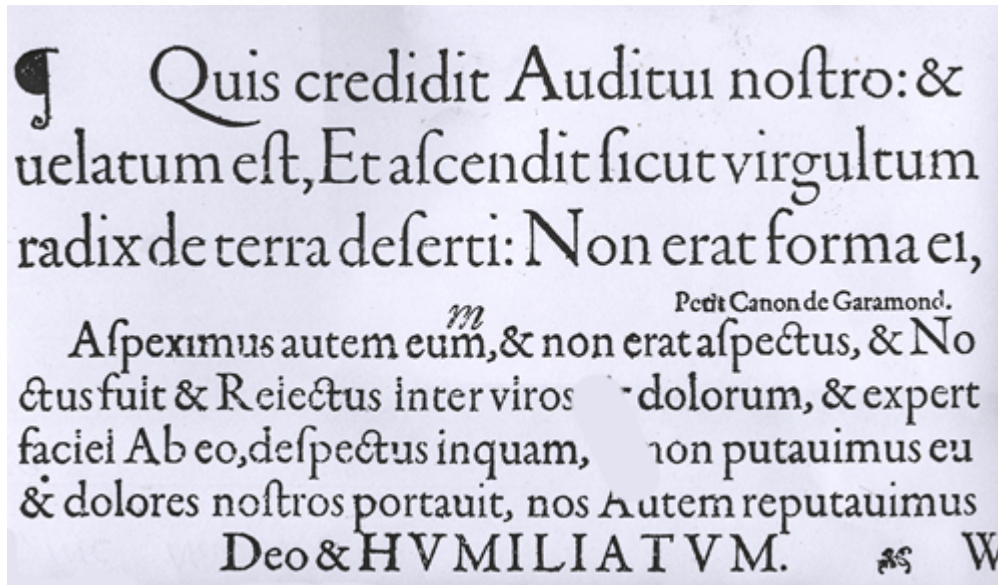 ¶ Quis credidit Auditui noſtro: &
uelatum eſt, Et aſcendit ſicut virgultum
radix de terra deſerti: Non erat forma ei,
Petit Canon de Garamond.
m
Aſpeximus autem eum, & non erat aſpectus, & No
ctus fuit & Reiectus inter viros dolorum, & expert
faciei Ab eo, deſpectus inquam, non putauimus eu
& dolores noſtros portauit, nos Autem reputauimus
Deo & HVMILIATVM. W